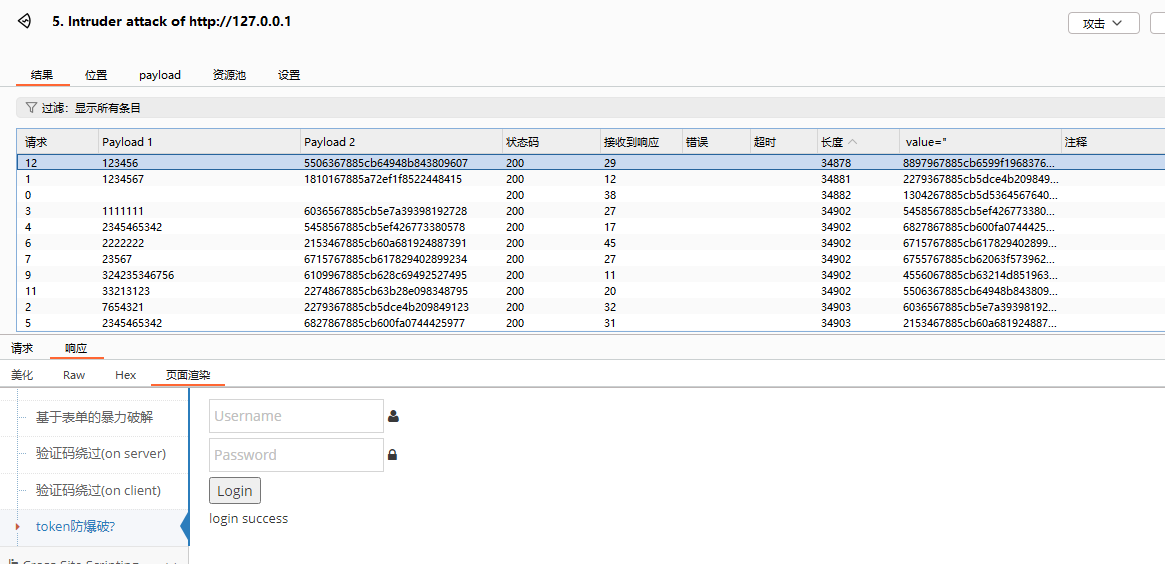 5. Intruder attack of http://127.0.0.1
攻击
结果 位置 payload 资源池 设置
过滤: 显示所有条目
请求 Payload 1 Payload 2 状态码 接收到响应 错误 超时 长度 value=" 注释
12 123456 5506367885cb64948b843809607 200 29 34878 8897967885cb6599f1968376...
1 1234567 1810167885a72ef1f8522448415 200 12 34881 2279367885cb5dce4b209849...
0 200 38 34882 1304267885cb5d5364567640...
3 1111111 6036567885cb5e7a39398192728 200 27 34902 5458567885cb5ef426773380...
4 2345465342 5458567885cb5ef426773380578 200 17 34902 6827867885cb600fa0744425...
6 2222222 2153467885cb60a681924887391 200 45 34902 6715767885cb617829402899...
7 23567 6715767885cb617829402899234 200 27 34902 6755767885cb62063f573962...
9 324235346756 6109967885cb628c69492527495 200 11 34902 4556067885cb63214d851963...
11 33213123 2274867885cb63b28e098348795 200 20 34902 5506367885cb64948b843809...
2 7654321 2279367885cb5dce4b209849123 200 32 34903 6036567885cb5e7a39398192...
5 2345465342 6827867885cb600fa0744425977 200 31 34903 2153467885cb60a681924887...
请求 响应
美化 Raw Hex 页面渲染
基于表单的暴力破解
验证码绕过(on server)
验证码绕过(on client)
token防爆破?
Username
Password
Login
login success